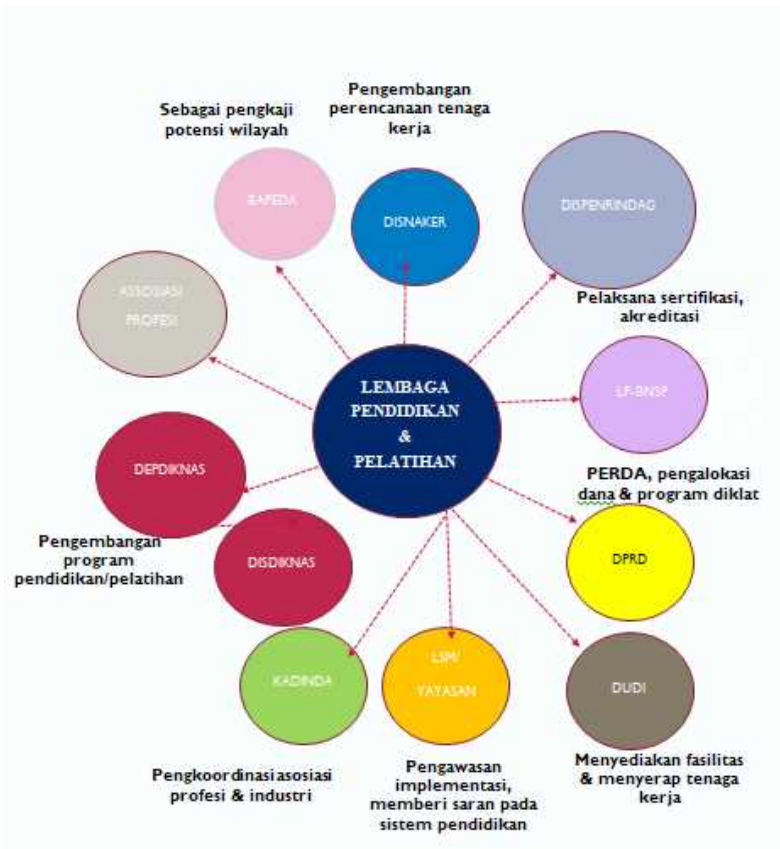 Pengembangan
perencanaan tenaga
kerja
Sebagai pengkaji
potensi wilayah
BAPEDA
DISNAKER
DISPENRINDAG
ASSOSIASI
PROFESI
Pelaksana sertifikasi,
akreditasi
LEMBAGA
PENDIDIKAN
&
PELATIHAN
LP-BNSP
DEPDIKNAS
PERDA, pengalokasi
dana & program diklat
Pengembangan
program
pendidikan/pelatihan
DISDIKNAS
DPRD
KADINDA
LSM/
YAYASAN
DUDI
Pengkoordinasi asosiasi
profesi & industri
Pengawasan
implementasi,
memberi saran pada
sistem pendidikan
Menyediakan fasilitas
& menyerap tenaga
kerja